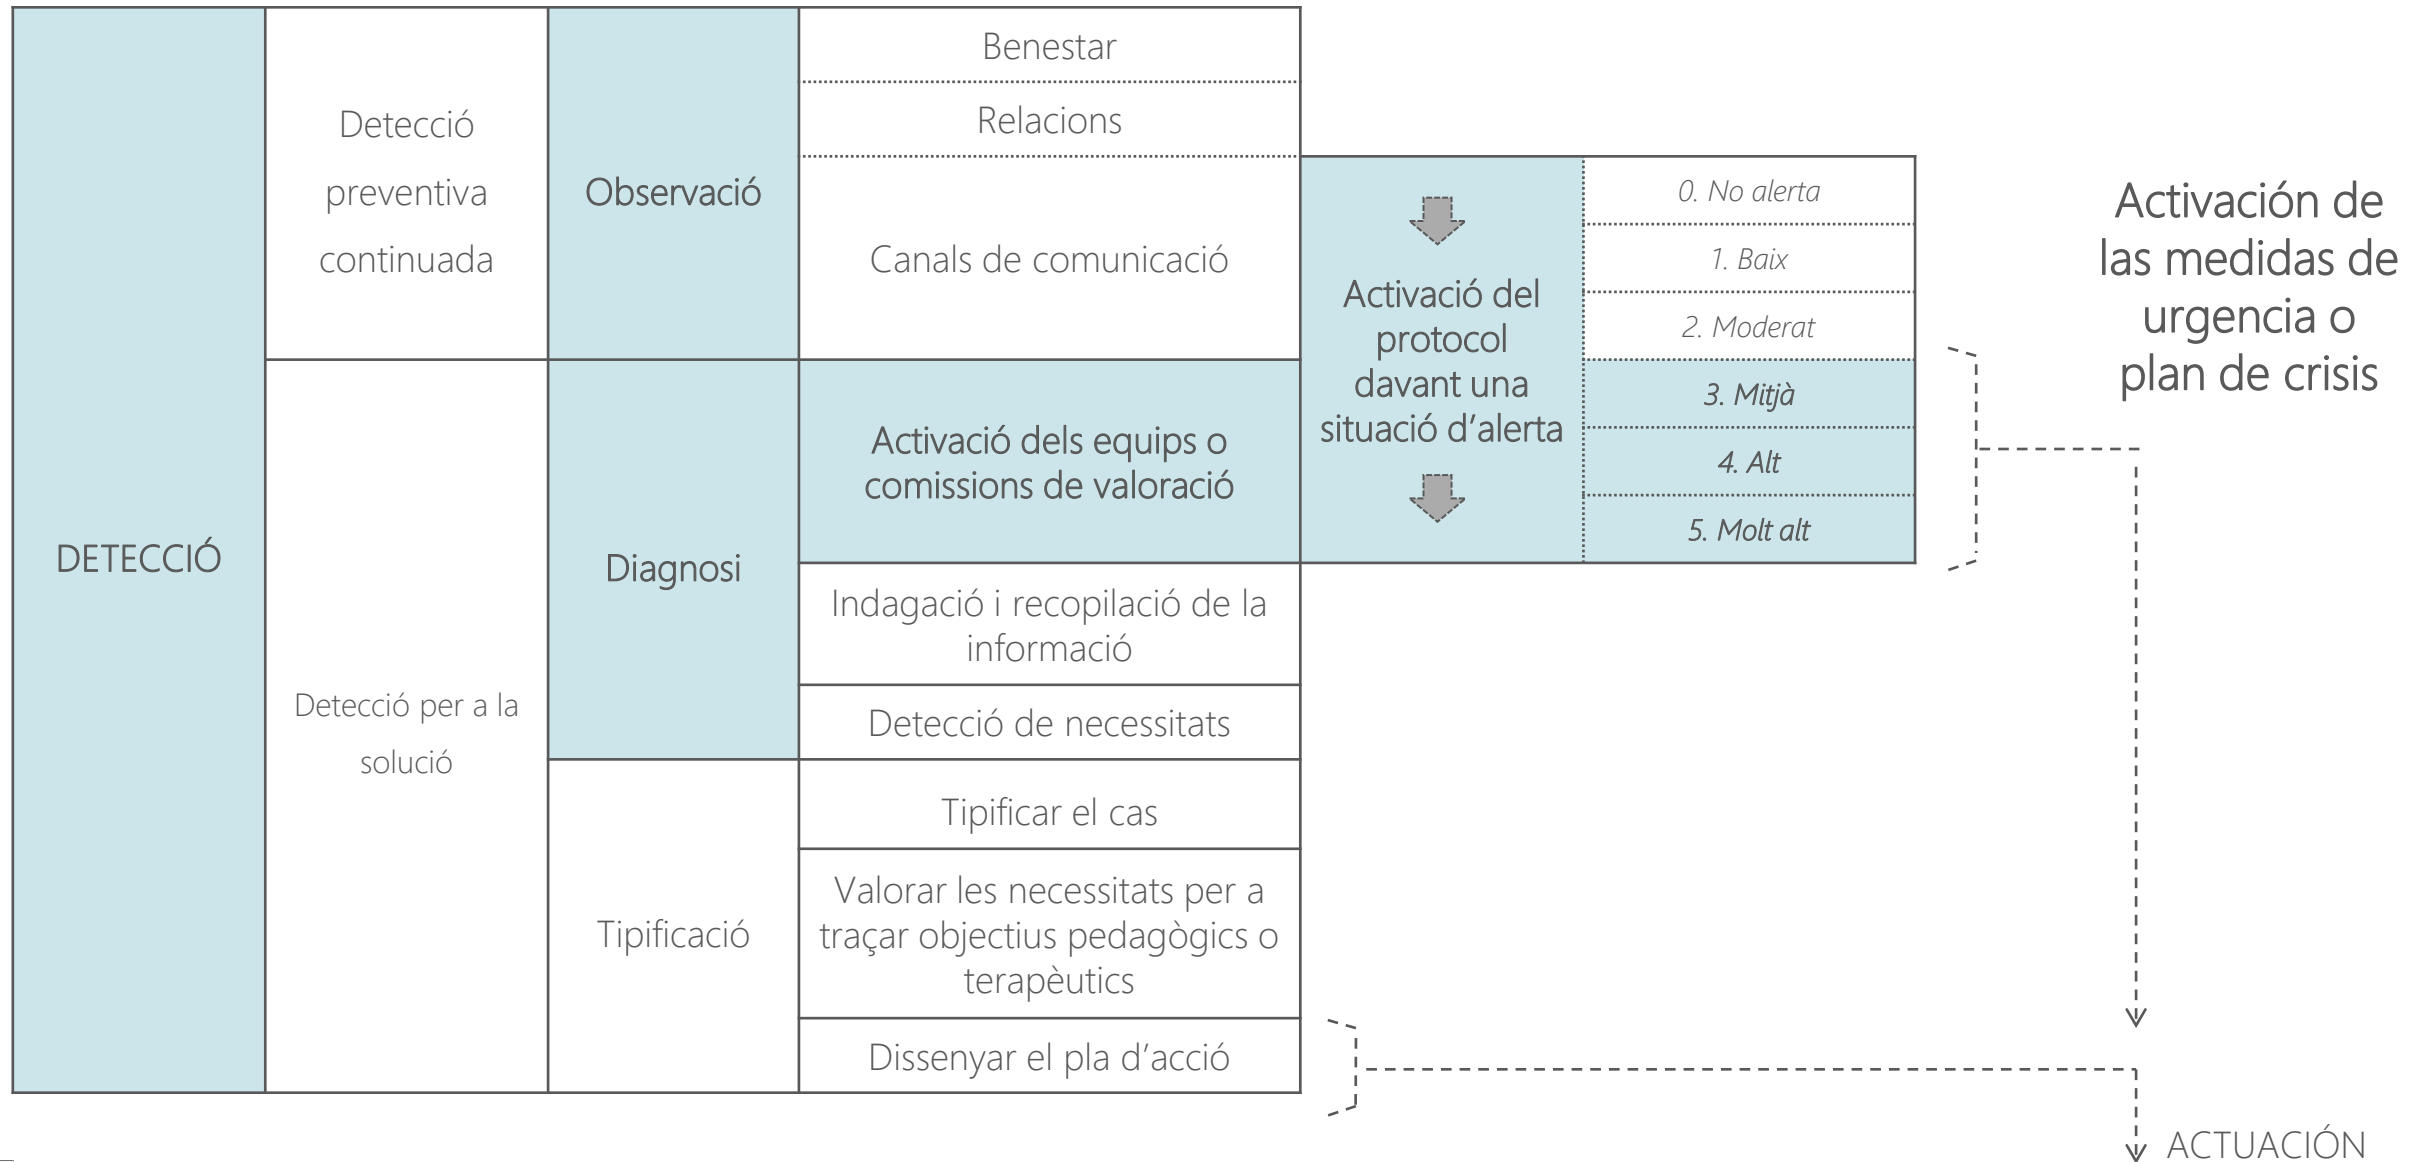 DETECCIÓ
Detecció
preventiva
continuada
Observació
Benestar
Relacions
Canals de comunicació
Activació del
protocol
davant una
situació d’alerta
0. No alerta
1. Baix
2. Moderat
3. Mitjà
4. Alt
5. Molt alt
Activación de
las medidas de
urgencia o
plan de crisis
Detecció per a la
solució
Diagnosi
Activació dels equips o
comissions de valoració
Indagació i recopilació de la
informació
Detecció de necessitats
Tipificació
Tipificar el cas
Valorar les necessitats per a
traçar objectius pedagògics o
terapèutics
Dissenyar el pla d’acció
ACTUACIÓN